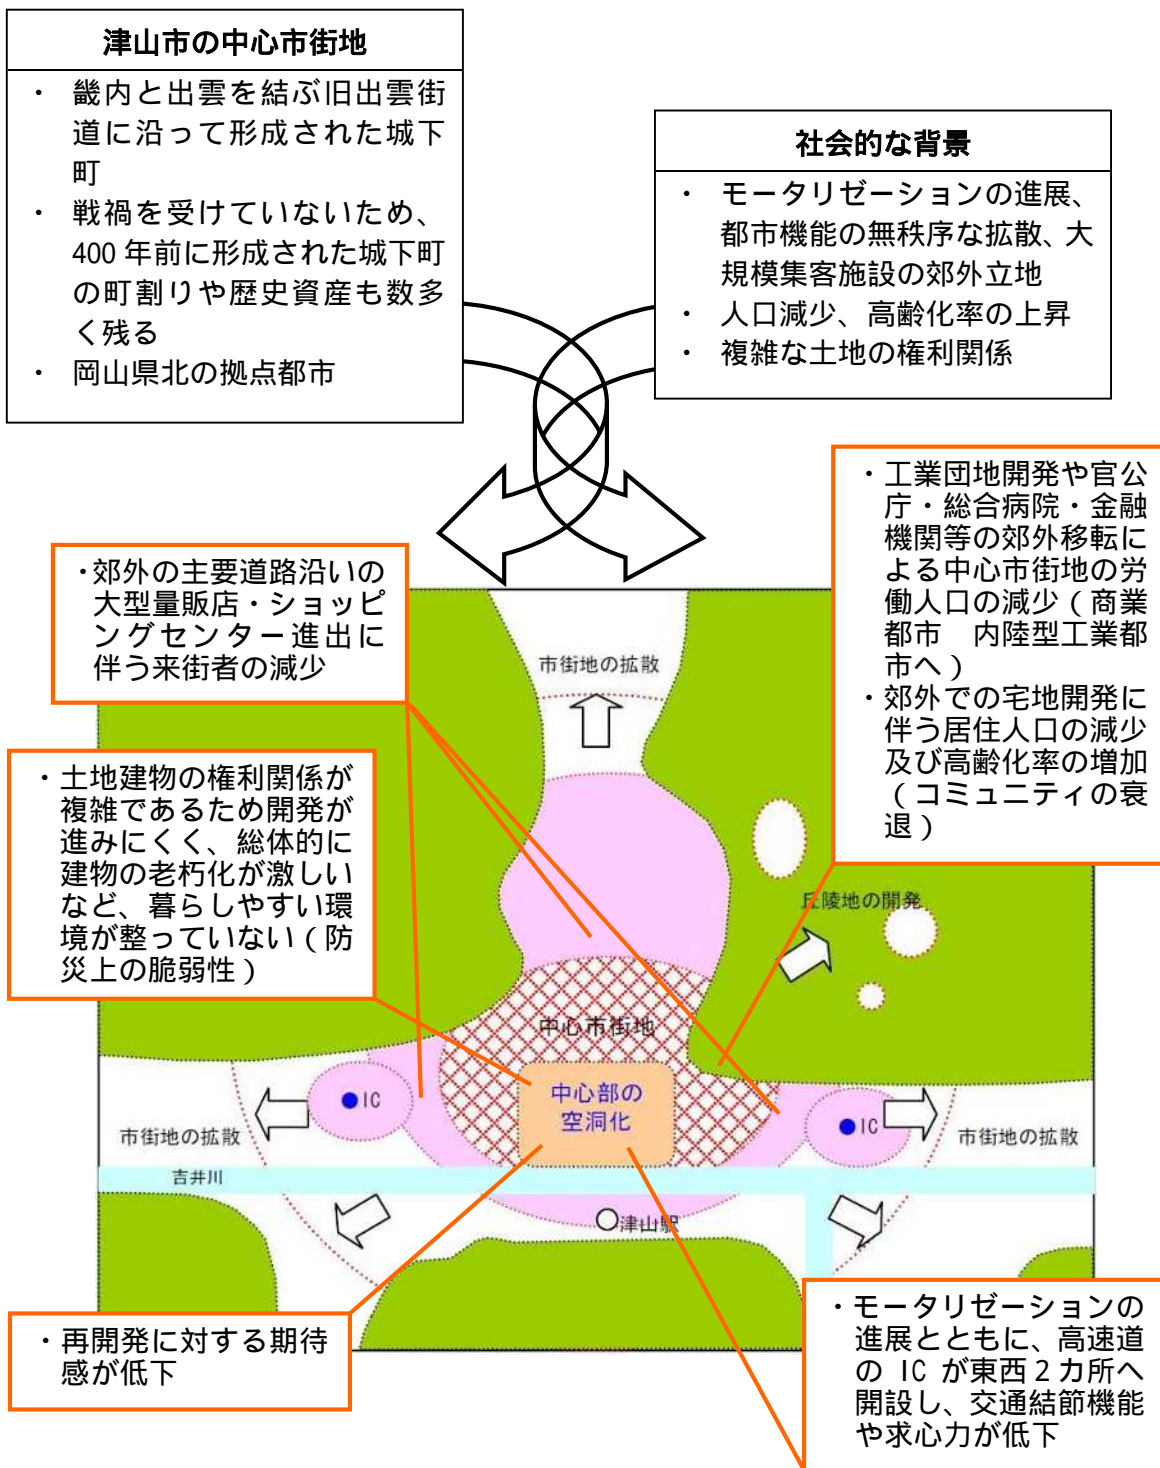 津山市の中心市街地
・ 畿内と出雲を結ぶ旧出雲街
道に沿って形成された城下
町
・ 戦禍を受けていないため、
400 年前に形成された城下町
の町割りや歴史資産も数多
く残る
・ 岡山県北の拠点都市
社会的な背景
・ モータリゼーションの進展、
都市機能の無秩序な拡散、大
規模集客施設の郊外立地
・ 人口減少、高齢化率の上昇
・ 複雑な土地の権利関係
・工業団地開発や官公
庁・総合病院・金融
機関等の郊外移転に
よる中心市街地の労
働人口の減少（商業
都市　内陸型工業都
市へ）
・郊外での宅地開発に
伴う居住人口の減少
及び高齢化率の増加
（コミュニティの衰
退）
・郊外の主要道路沿いの
大型量販店・ショッピ
ングセンター進出に
伴う来街者の減少
・土地建物の権利関係が
複雑であるため開発が
進みにくく、総体的に
建物の老朽化が激しい
など、暮らしやすい環
境が整っていない（防
災上の脆弱性）
市街地の拡散
丘陵地の開発
中心市街地
中心部の
空洞化
IC
IC
市街地の拡散
市街地の拡散
吉井川
津山駅
・再開発に対する期待
感が低下
・モータリゼーションの
進展とともに、高速道
の IC が東西２カ所へ
開設し、交通結節機能
や求心力が低下